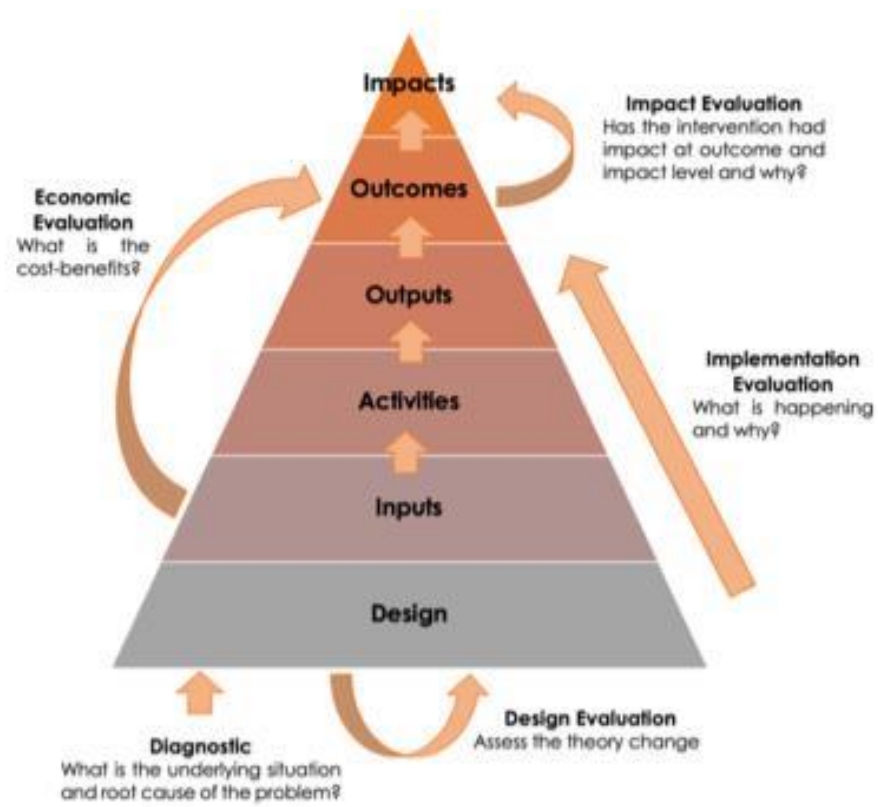 Impacts
Impact Evaluation
Has the intervention had
impact at outcome and
impact level and why?
Outcomes
Economic
Evaluation
What is the
cost-benefits?
Outputs
Implementation
Evaluation
What is happening
and why?
Activities
Inputs
Design
Design Evaluation
Assess the theory change
Diagnostic
What is the underlying situation
and root cause of the problem?